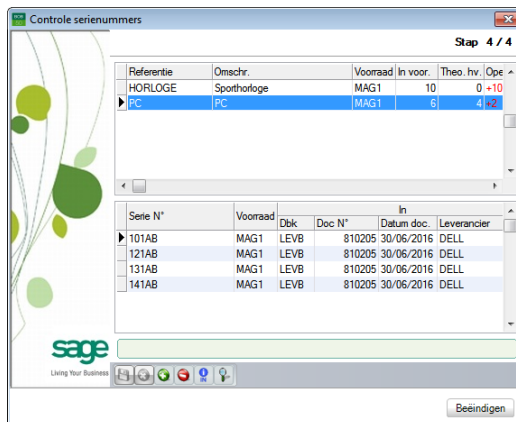 Controle serienummers
Stap 4 / 4
Referentie Omschr. Voorraad In voor. Theo. hv. Ope
HORLOGE Sporthorloge MAG1 10 0 +10
PC PC MAG1 6 4 +2
In
Serie N° Voorraad Dbk Doc N° Datum doc. Leverancier
101AB MAG1 LEVB 810205 30/06/2016 DELL
121AB MAG1 LEVB 810205 30/06/2016 DELL
131AB MAG1 LEVB 810205 30/06/2016 DELL
141AB MAG1 LEVB 810205 30/06/2016 DELL
sage
Living Your Business
Beëindigen